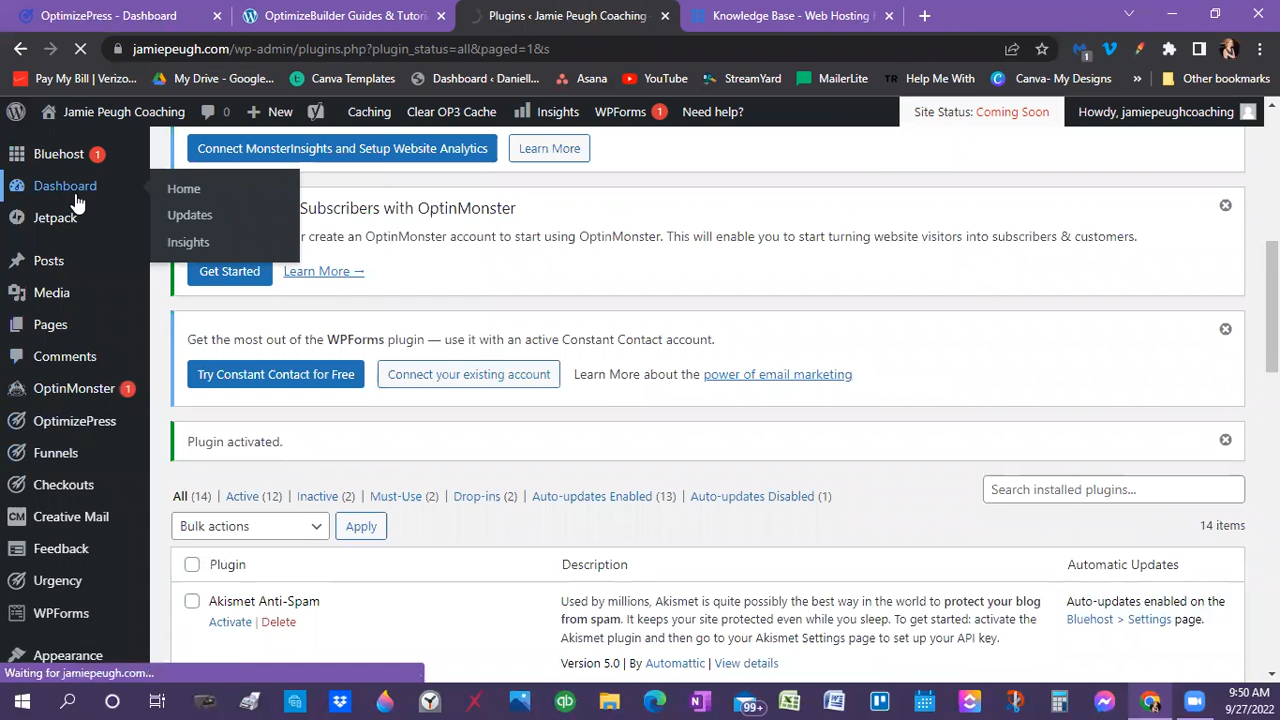 OptimizePress - Dashboard
OptimizeBuilder Guides & Tutori
Plugins ‹ Jamie Peugh Coaching
Knowledge Base - Web Hosting
jamiepeugh.com/wp-admin/plugins.php?plugin_status=all&paged=1&s
1
Pay My Bill | Verizo...
My Drive - Google...
Canva Templates
Dashboard ‹ Daniell...
Asana
YouTube
StreamYard
MailerLite
TR
Help Me With
Canva- My Designs
»
Other bookmarks
Jamie Peugh Coaching
0
New
Caching
Clear OP3 Cache
Insights
WPForms 1
Need help?
Site Status: Coming Soon
Howdy, jamiepeughcoaching
Bluehost 1
Dashboard
Jetpack
Posts
Media
Pages
Comments
OptinMonster 1
OptimizePress
Funnels
Checkouts
CM Creative Mail
Feedback
Urgency
WPForms
Appearance
Home
Updates
Insights
Connect MonsterInsights and Setup Website Analytics
Learn More
Subscribers with OptinMonster
r create an OptinMonster account to start using OptinMonster. This will enable you to start turning website visitors into subscribers & customers.
Get Started
Learn More →
Get the most out of the WPForms plugin — use it with an active Constant Contact account.
Try Constant Contact for Free
Connect your existing account
Learn More about the power of email marketing
Plugin activated.
All (14) | Active (12) | Inactive (2) | Must-Use (2) | Drop-ins (2) | Auto-updates Enabled (13) | Auto-updates Disabled (1)
Search installed plugins...
Bulk actions
Apply
14 items
Plugin
Description
Automatic Updates
Akismet Anti-Spam
Activate | Delete
Used by millions, Akismet is quite possibly the best way in the world to protect your blog
from spam. It keeps your site protected even while you sleep. To get started: activate the
Akismet plugin and then go to your Akismet Settings page to set up your API key.
Version 5.0 | By Automattic | View details
Auto-updates enabled on the
Bluehost > Settings page.
Waiting for jamiepeugh.com...
99+
9:50 AM
9/27/2022